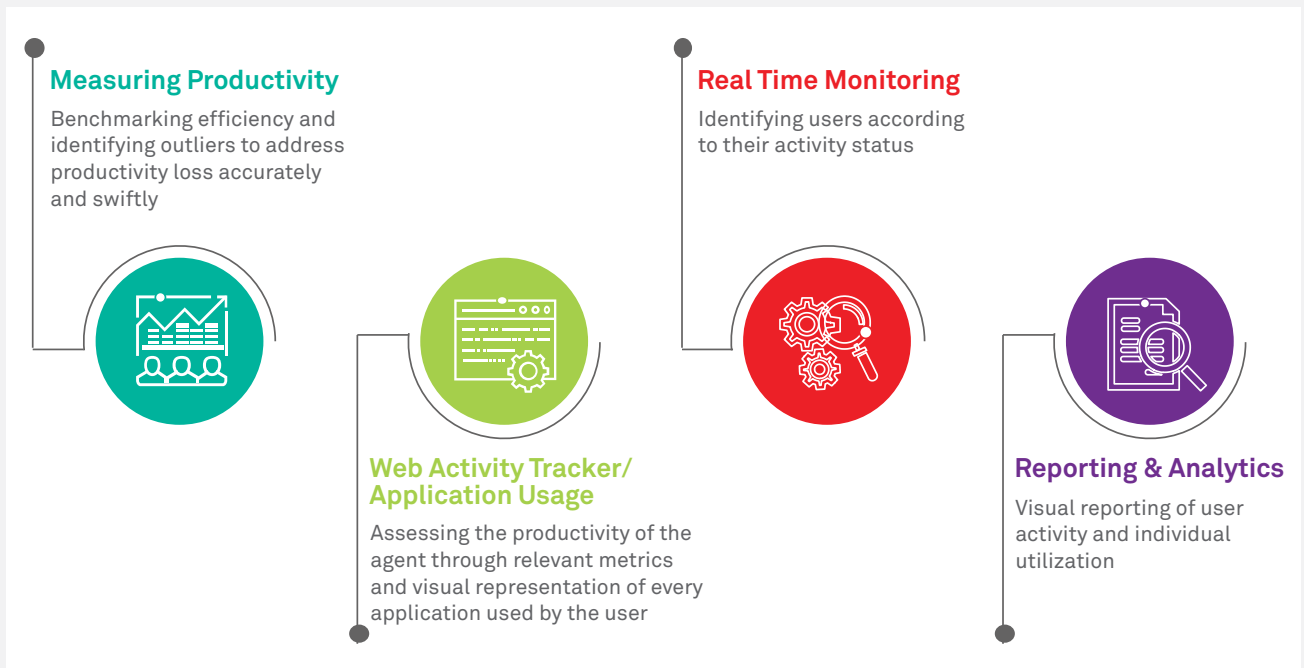 Measuring Productivity
Benchmarking efficiency and
identifying outliers to address
productivity loss accurately
and swiftly
Web Activity Tracker/
Application Usage
Assessing the productivity of the
agent through relevant metrics
and visual representation of every
application used by the user
Real Time Monitoring
Identifying users according
to their activity status
Reporting & Analytics
Visual reporting of user
activity and individual
utilization